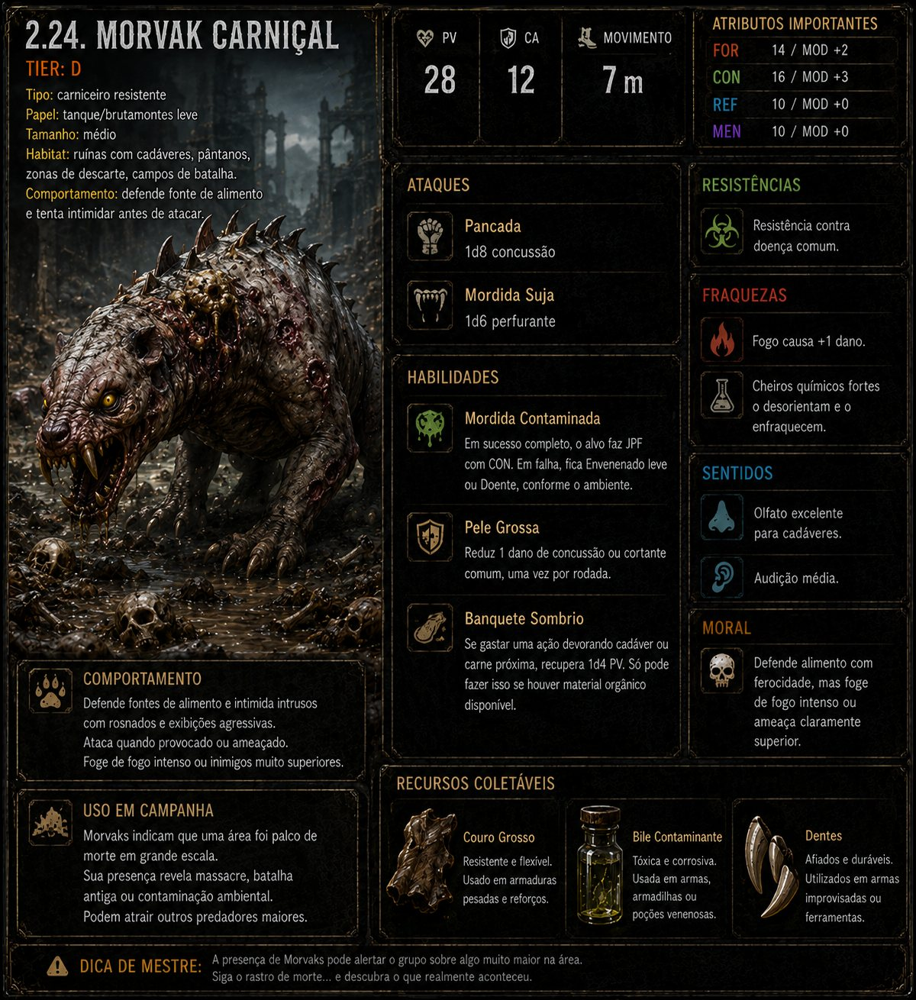 2.24. MORVAK CARNIÇAL
TIER: D
Tipo: carniceiro resistente
Papel: tanque/brutamontes leve
Tamanho: médio
Habitat: ruínas com cadáveres, pântanos,
zonas de descarte, campos de batalha.
Comportamento: defende fonte de alimento
e tenta intimidar antes de atacar.
PV
28
CA
12
MOVIMENTO
7 m
ATRIBUTOS IMPORTANTES
FOR 14 / MOD +2
CON 16 / MOD +3
REF 10 / MOD +0
MEN 10 / MOD +0
ATAQUES
Pancada
1d8 concussão
Mordida Suja
1d6 perfurante
HABILIDADES
Mordida Contaminada
Em sucesso completo, o alvo faz JPF
com CON. Em falha, fica Envenenado leve
ou Doente, conforme o ambiente.
Pele Grossa
Reduz 1 dano de concussão ou cortante
comum, uma vez por rodada.
Banquete Sombrio
Se gastar uma ação devorando cadáver ou
carne próxima, recupera 1d4 PV. Só pode
fazer isso se houver material orgânico
disponível.
RESISTÊNCIAS
Resistência contra
doença comum.
FRAQUEZAS
Fogo causa +1 dano.
Cheiros químicos fortes
o desorientam e o
enfraquecem.
SENTIDOS
Olfato excelente
para cadáveres.
Audição média.
MORAL
Defende alimento com
ferocidade, mas foge
de fogo intenso ou
ameaça claramente
superior.
COMPORTAMENTO
Defende fontes de alimento e intimida intrusos
com rosnados e exibições agressivas.
Ataca quando provocado ou ameaçado.
Foge de fogo intenso ou inimigos muito superiores.
USO EM CAMPANHA
Morvaks indicam que uma área foi palco de
morte em grande escala.
Sua presença revela massacre, batalha
antiga ou contaminação ambiental.
Podem atrair outros predadores maiores.
RECURSOS COLETÁVEIS
Couro Grosso
Resistente e flexível.
Usado em armaduras
pesadas e reforços.
Bile Contaminante
Tóxica e corrosiva.
Usada em armas,
armadilhas ou
poções venenosas.
Dentes
Afiados e duráveis.
Utilizados em armas
improvisadas ou
ferramentas.
DICA DE MESTRE:
A presença de Morvaks pode alertar o grupo sobre algo muito maior na área.
Siga o rastro de morte... e descubra o que realmente aconteceu.